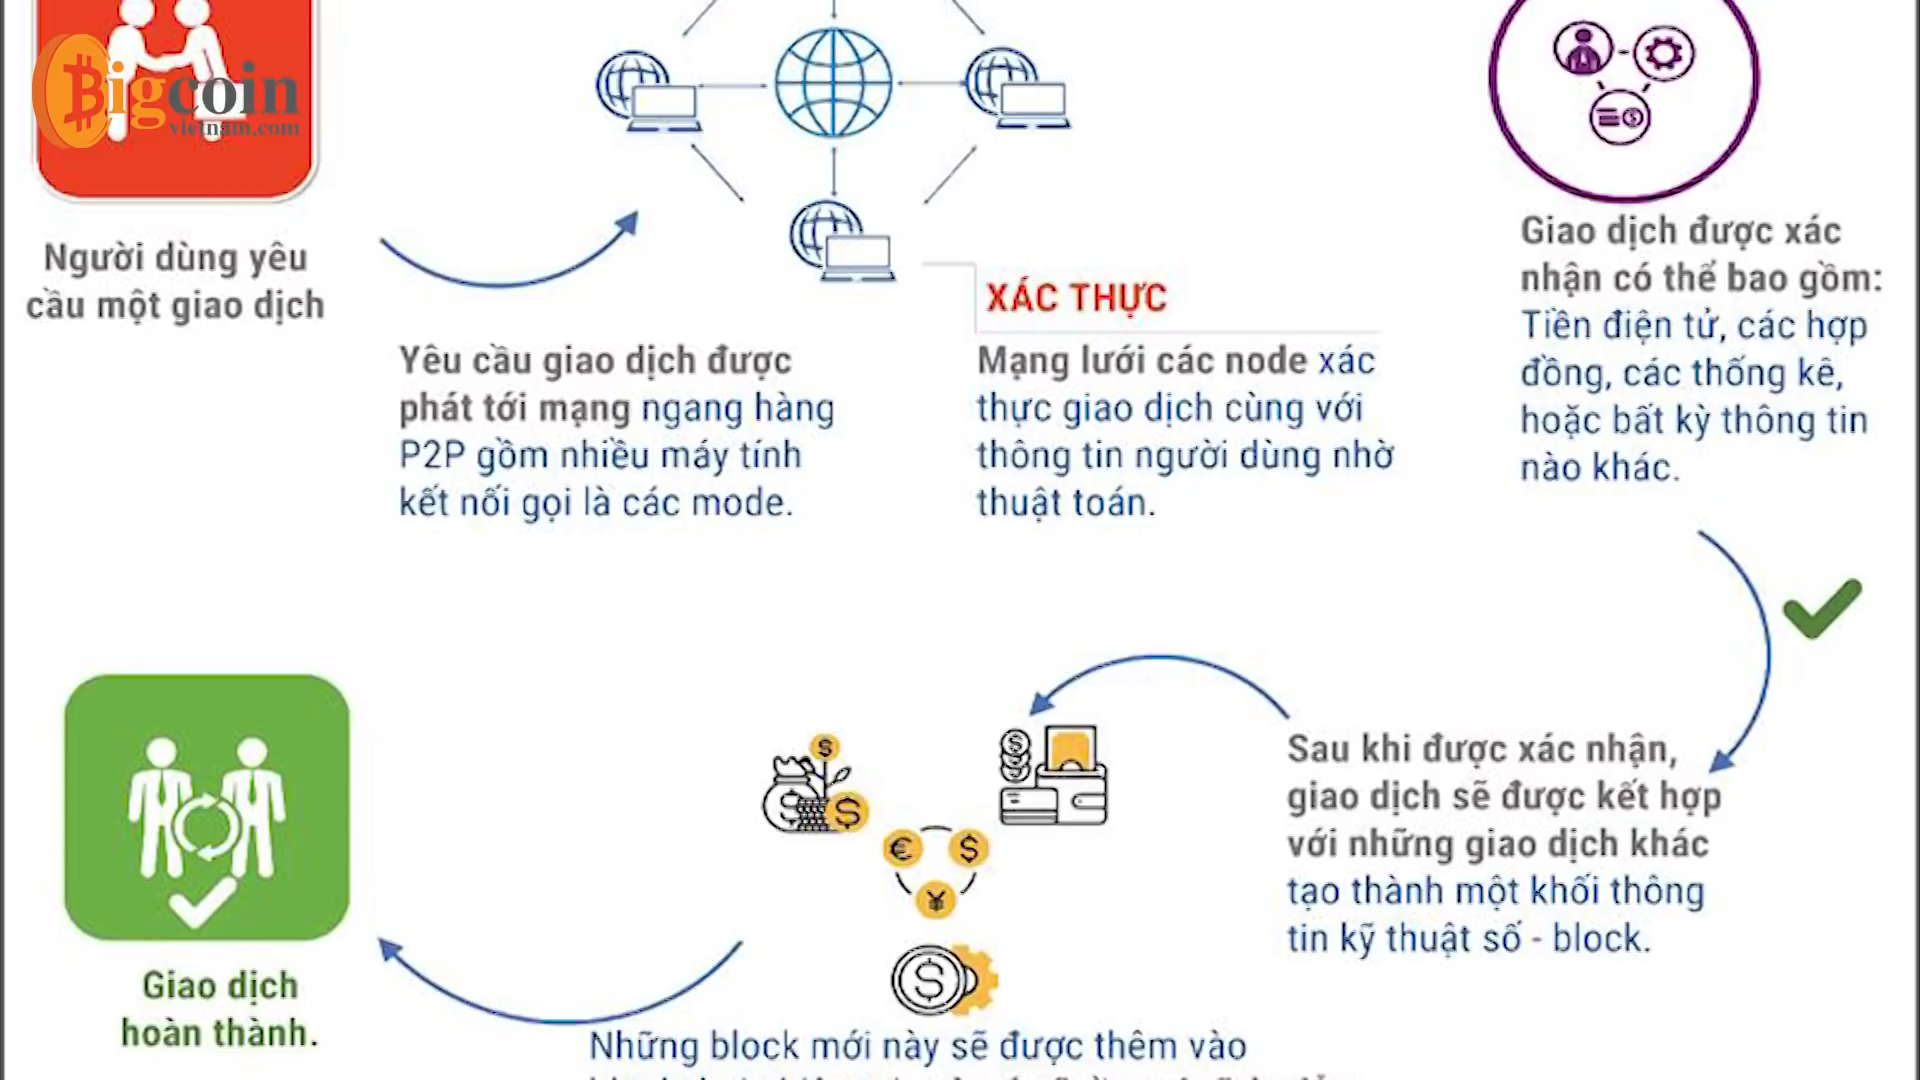 Bigcoin
vietnam.com
Người dùng yêu
cầu một giao dịch
Yêu cầu giao dịch được
phát tới mạng ngang hàng
P2P gồm nhiều máy tính
kết nối gọi là các mode.
XÁC THỰC
Mạng lưới các node xác
thực giao dịch cùng với
thông tin người dùng nhờ
thuật toán.
Giao dịch được xác
nhận có thể bao gồm:
Tiền điện tử, các hợp
đồng, các thống kê,
hoặc bất kỳ thông tin
nào khác.
Sau khi được xác nhận,
giao dịch sẽ được kết hợp
với những giao dịch khác
tạo thành một khối thông
tin kỹ thuật số - block.
Những block mới này sẽ được thêm vào
Giao dịch
hoàn thành.